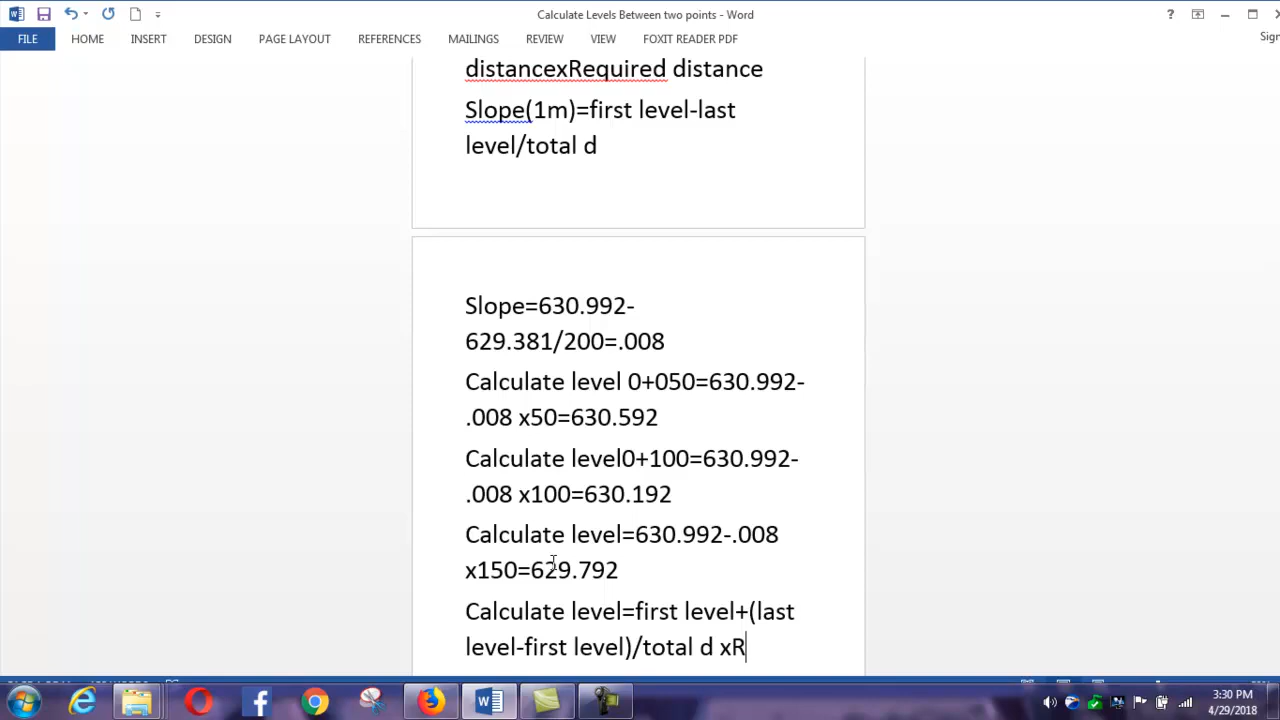 Calculate Levels Between two points - Word
?
Sign
FILE HOME INSERT DESIGN PAGE LAYOUT REFERENCES MAILINGS REVIEW VIEW FOXIT READER PDF
distancexRequired distance
Slope(1m)=first level-last
level/total d
Slope=630.992-
629.381/200=.008
Calculate level 0+050=630.992-
.008 x50=630.592
Calculate level0+100=630.992-
.008 x100=630.192
Calculate level=630.992-.008
x150=629.792
Calculate level=first level+(last
level-first level)/total d xR
3:30 PM
4/29/2018